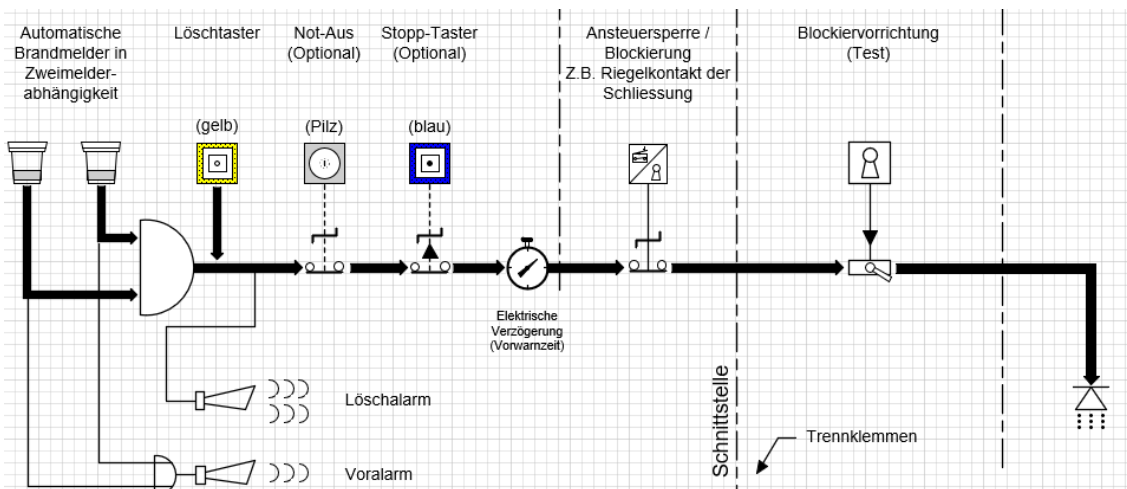 Automatische
Brandmelder in
Zweimelder-
abhängigkeit
Löschtaster
(gelb)
Not-Aus
(Optional)
(Pilz)
Stopp-Taster
(Optional)
(blau)
Ansteuersperre /
Blockierung
Z.B. Riegelkontakt der
Schliessung
Blockiervorrichtung
(Test)
Elektrische
Verzögerung
(Vorwarnzeit)
Löschalarm
Voralarm
Schnittstelle
Trennklemmen